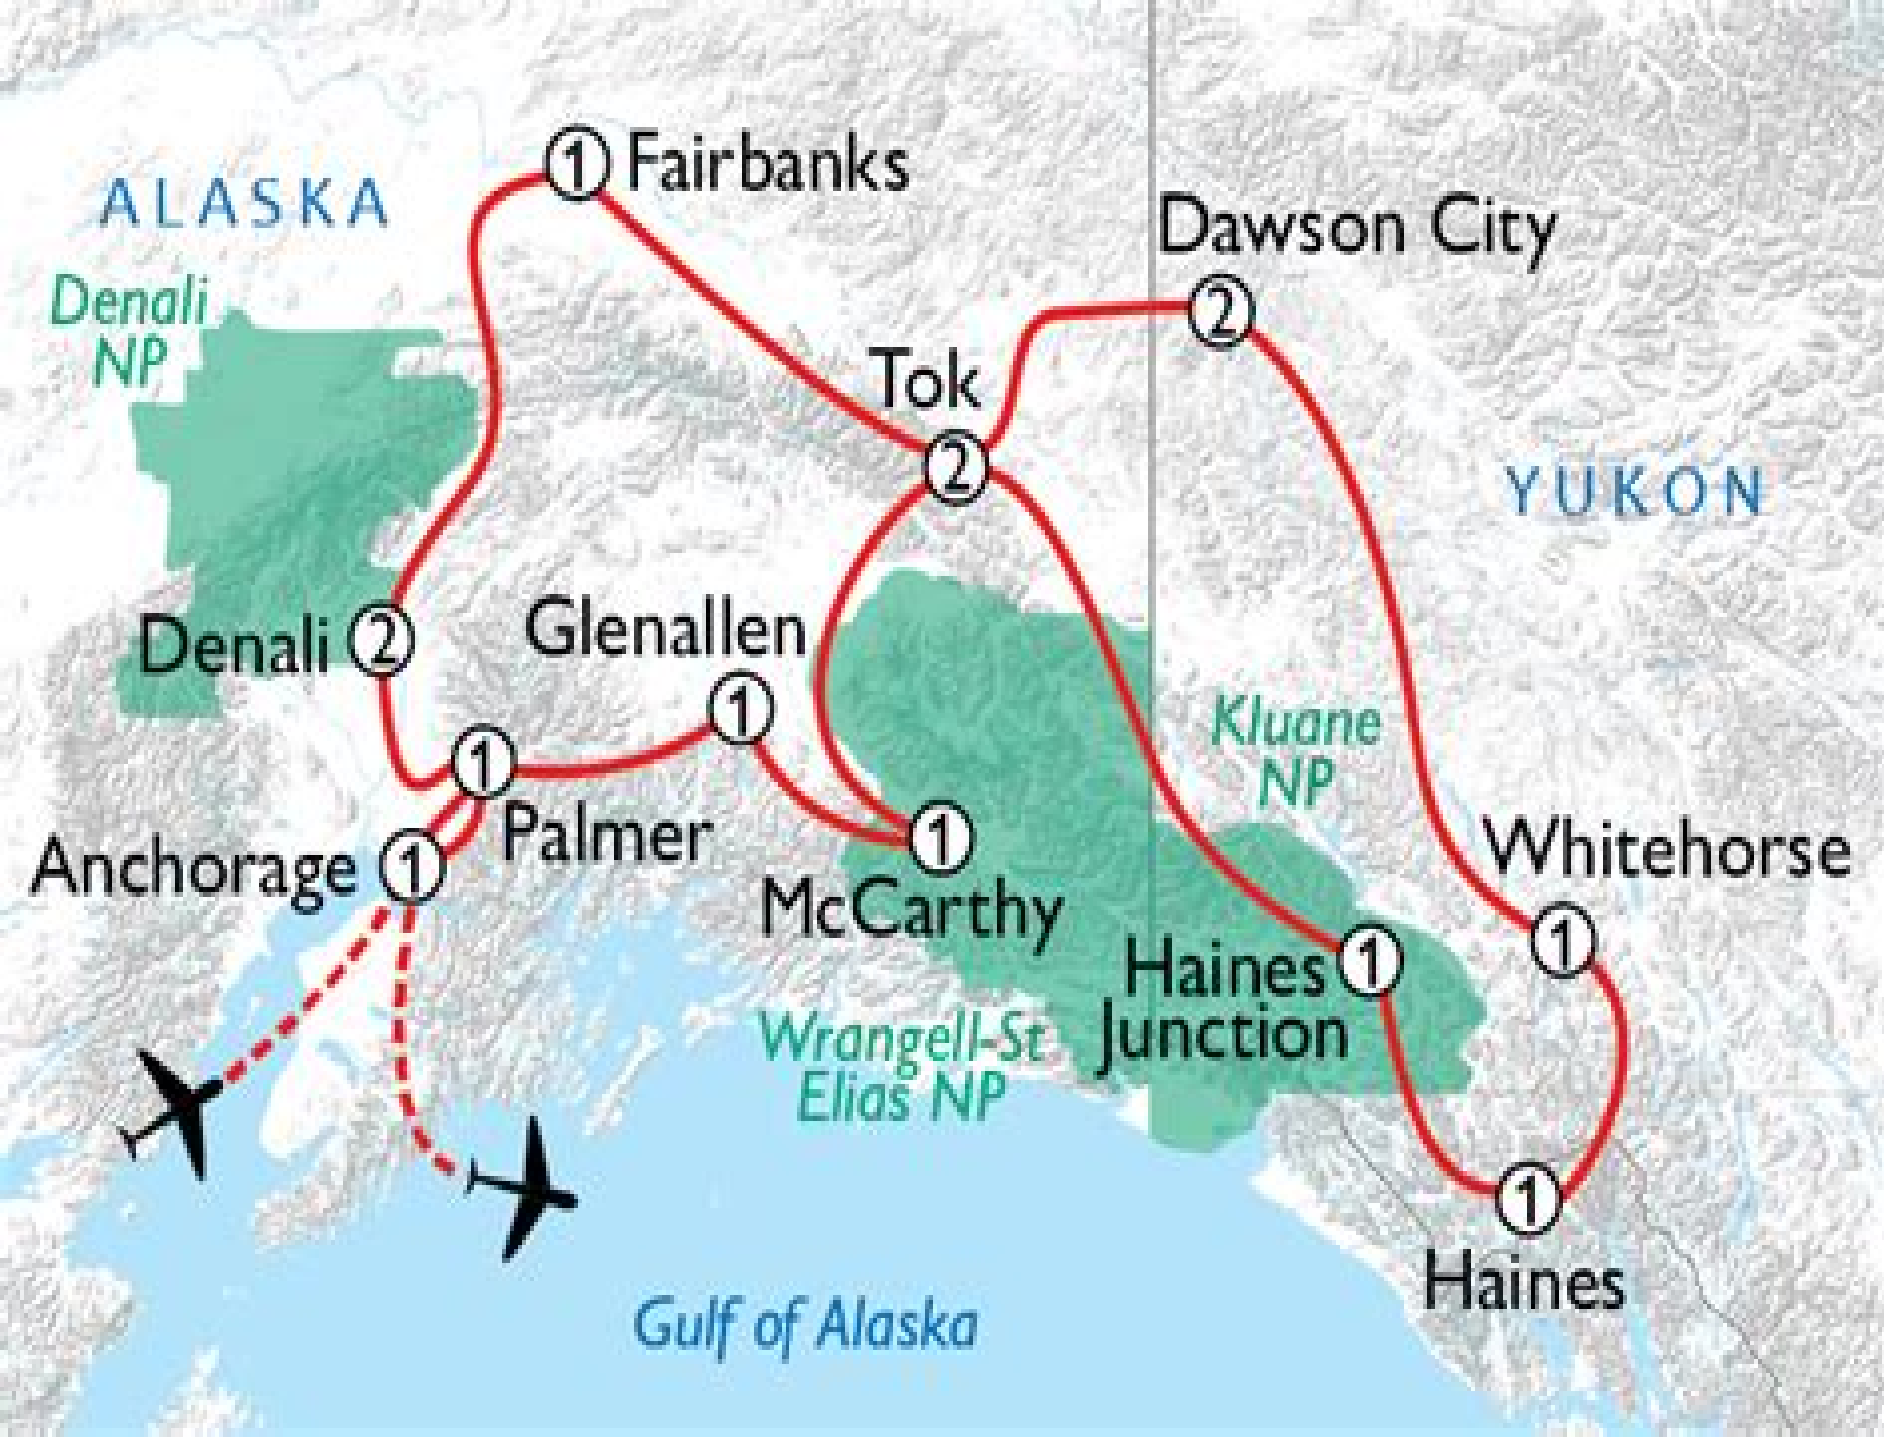 1 Fairbanks
ALASKA
Dawson City
Denali
NP
2
Tok
2
YUKON
Glenallen
Denali 2
1
Kluane
NP
1
Palmer
Whitehorse
Anchorage 1
1
McCarthy
1
Haines 1
Junction
Wrangell-St
Elias NP
1
Haines
Gulf of Alaska